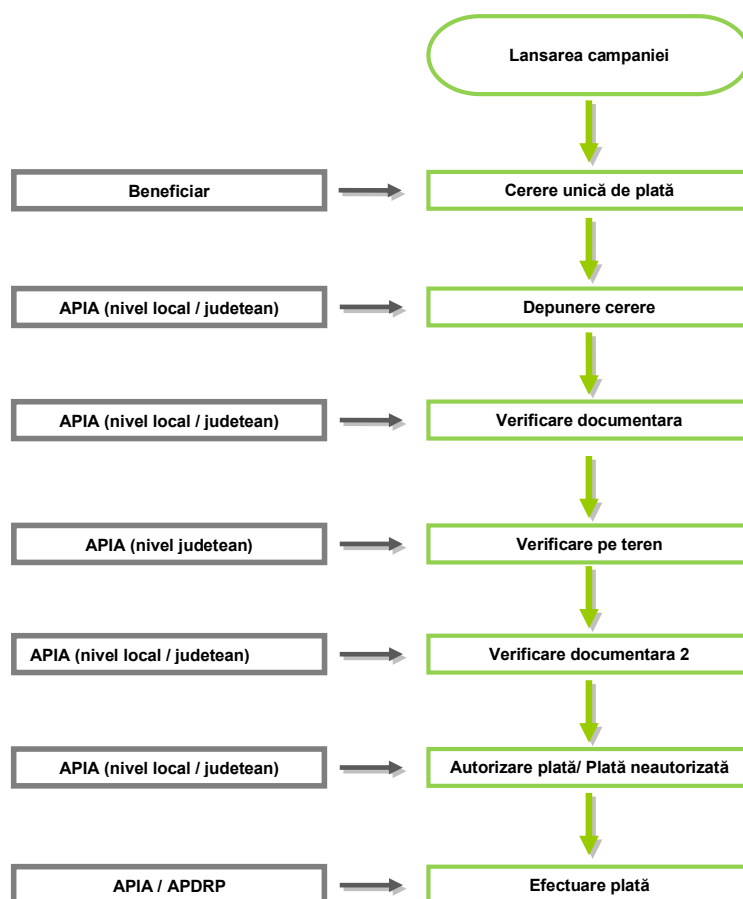 Lansarea campaniei
Beneficiar
Cerere unică de plată
APIA (nivel local / judetean)
Depunere cerere
APIA (nivel local / judetean)
Verificare documentara
APIA (nivel judetean)
Verificare pe teren
APIA (nivel local / judetean)
Verificare documentara 2
APIA (nivel local / judetean)
Autorizare plată/ Plată neautorizată
APIA / APDRP
Efectuare plată